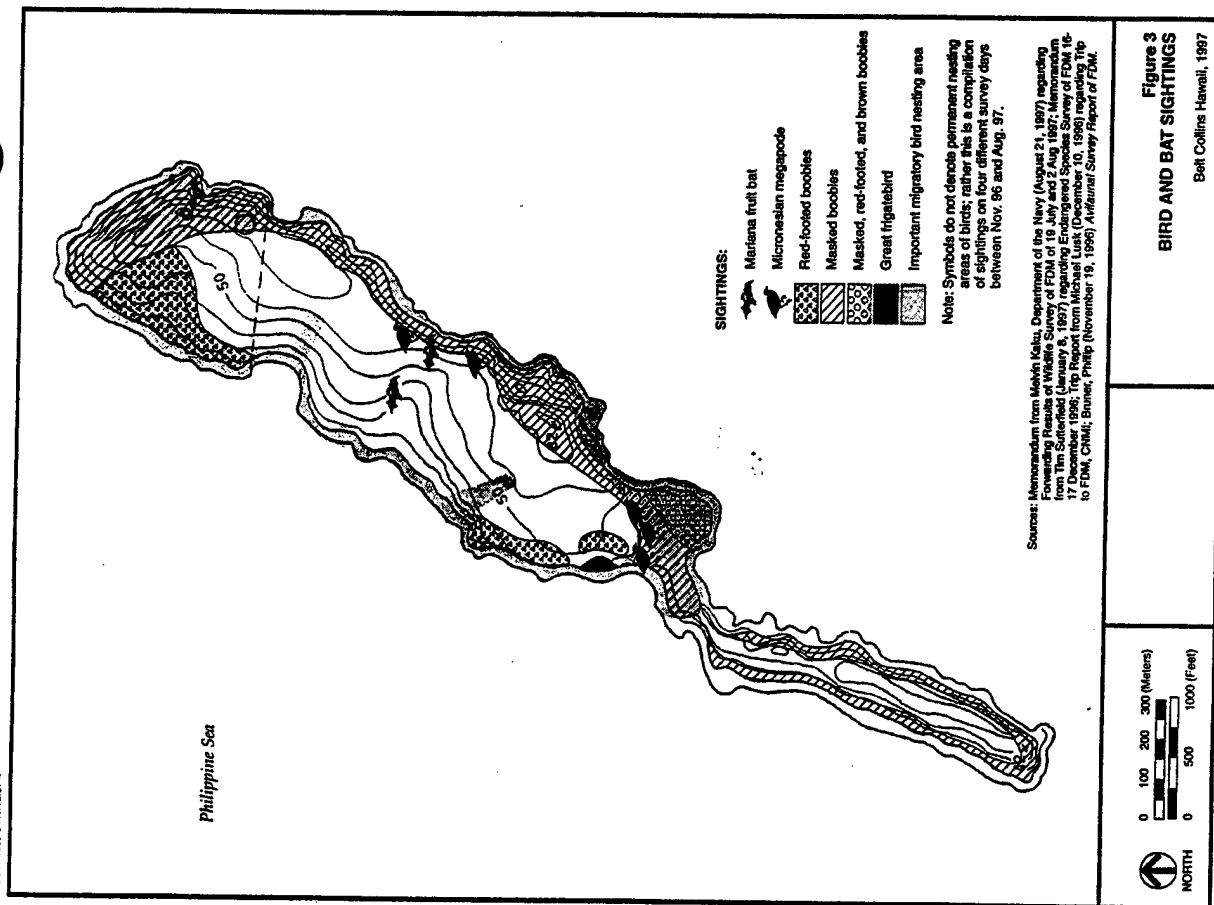 Philippine Sea
50
50
SIGHTINGS:
Mariana fruit bat
Micronesian megapode
Red-footed boobies
Masked boobies
Masked, red-footed, and brown boobies
Great frigatebird
Important migratory bird nesting area
Note: Symbols do not denote permanent nesting
areas of birds; rather this is a compilation
of sightings on four different survey days
between Nov. 96 and Aug. 97.
Sources: Memorandum from Melvin Kaku, Department of the Navy (August 21, 1997) regarding
Forwarding Results of Wildlife Survey of FDM of 19 July and 2 Aug 1997; Memorandum
from Tim Sutterfield (January 8, 1997) regarding Endangered Species Survey of FDM 16-
17 December 1996; Trip Report from Michael Lusk (December 10, 1996) regarding Trip
to FDM, CNMI; Bruner, Phillip (November 19, 1996) Avifaunal Survey Report of FDM.
NORTH
0 100 200 300 (Meters)
0 500 1000 (Feet)
Figure 3
BIRD AND BAT SIGHTINGS
Belt Collins Hawaii, 1997